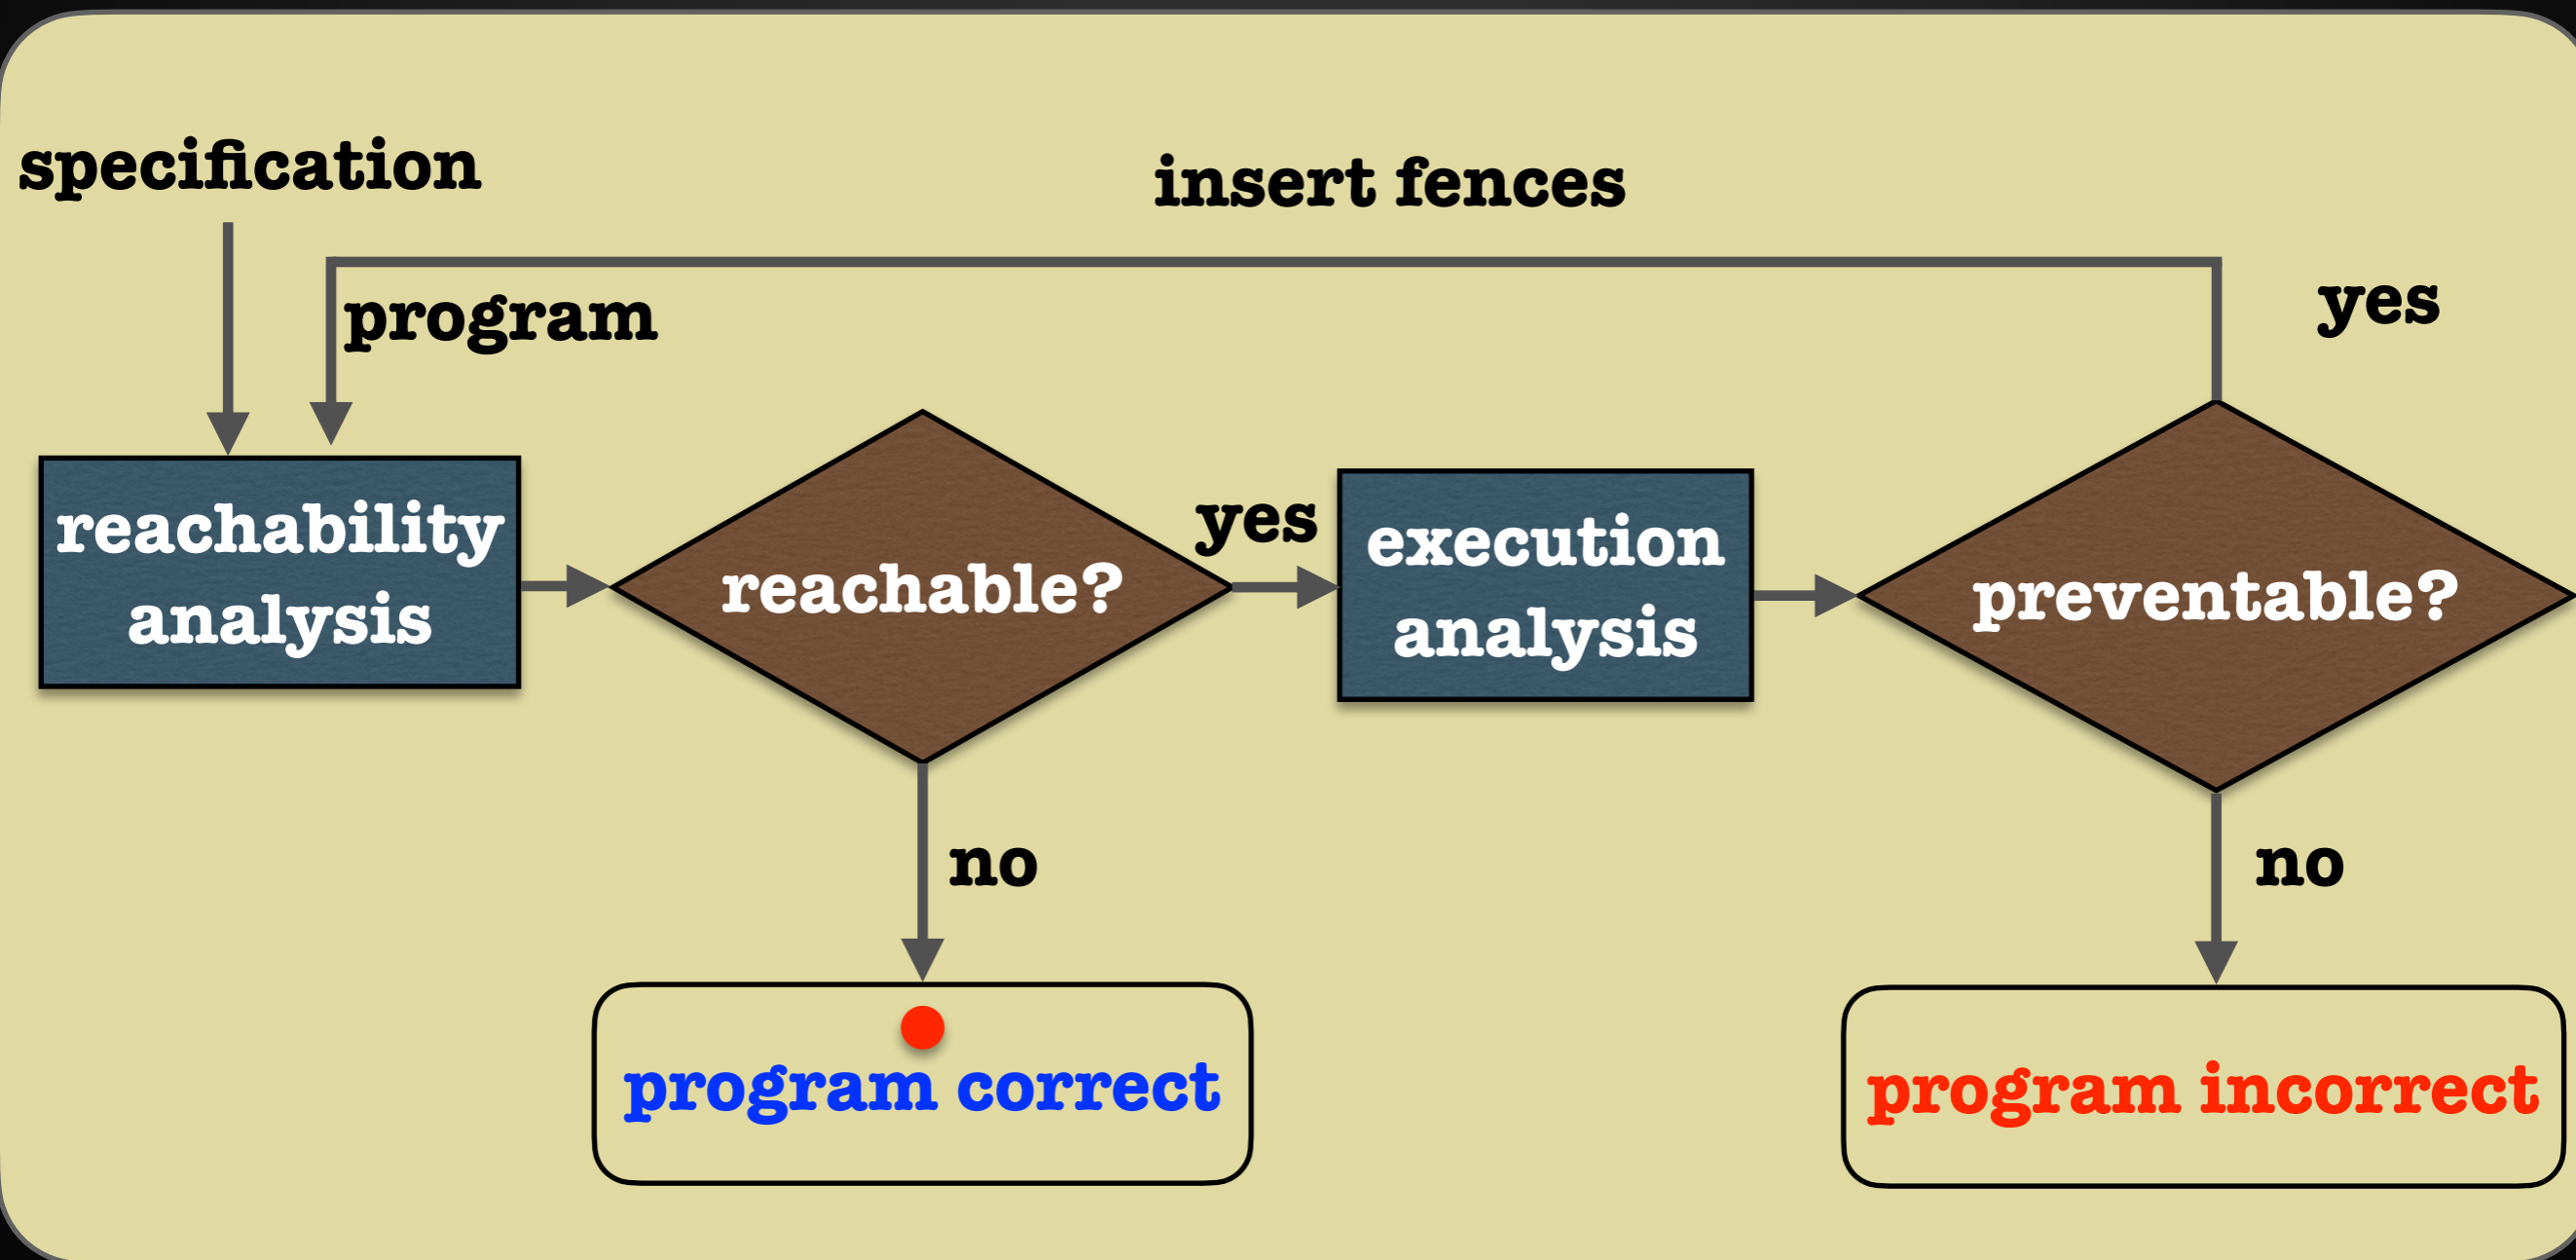 specification
insert fences
program
yes
reachability
analysis
reachable?
yes
execution
analysis
preventable?
no
no
program correct
program incorrect